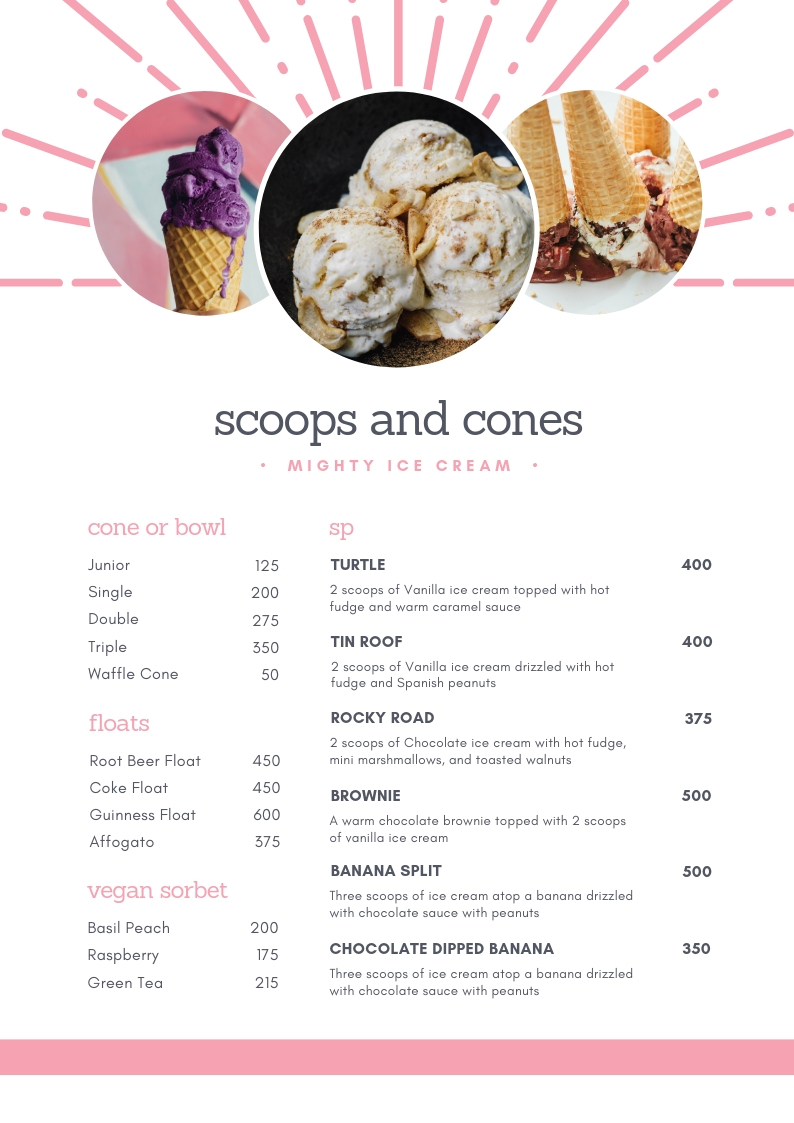 scoops and cones
• MIGHTY ICE CREAM •
cone or bowl
Junior 125
Single 200
Double 275
Triple 350
Waffle Cone 50
floats
Root Beer Float 450
Coke Float 450
Guinness Float 600
Affogato 375
vegan sorbet
Basil Peach 200
Raspberry 175
Green Tea 215
sp
TURTLE 400
2 scoops of Vanilla ice cream topped with hot
fudge and warm caramel sauce
TIN ROOF 400
2 scoops of Vanilla ice cream drizzled with hot
fudge and Spanish peanuts
ROCKY ROAD 375
2 scoops of Chocolate ice cream with hot fudge,
mini marshmallows, and toasted walnuts
BROWNIE 500
A warm chocolate brownie topped with 2 scoops
of vanilla ice cream
BANANA SPLIT 500
Three scoops of ice cream atop a banana drizzled
with chocolate sauce with peanuts
CHOCOLATE DIPPED BANANA 350
Three scoops of ice cream atop a banana drizzled
with chocolate sauce with peanuts